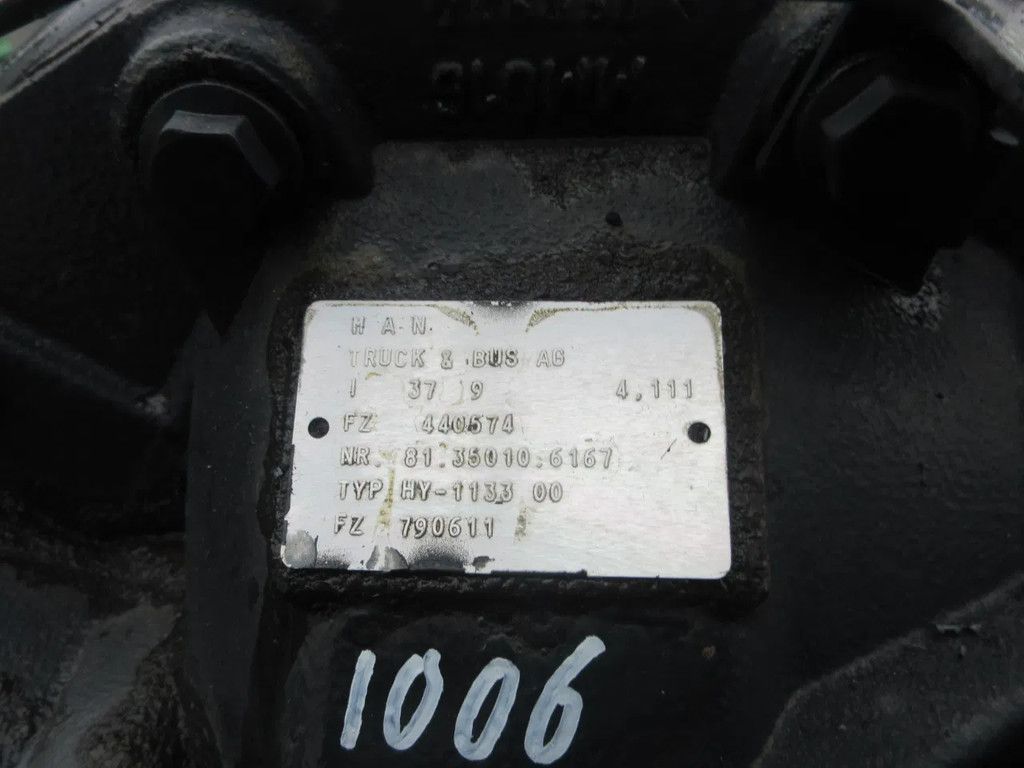 M.A.N.
TRUCK & BUS AG
I 37 9 4,111
FZ 440574
NR. 81.35010.6167
TYP HY-1133 00
FZ 790611
1006